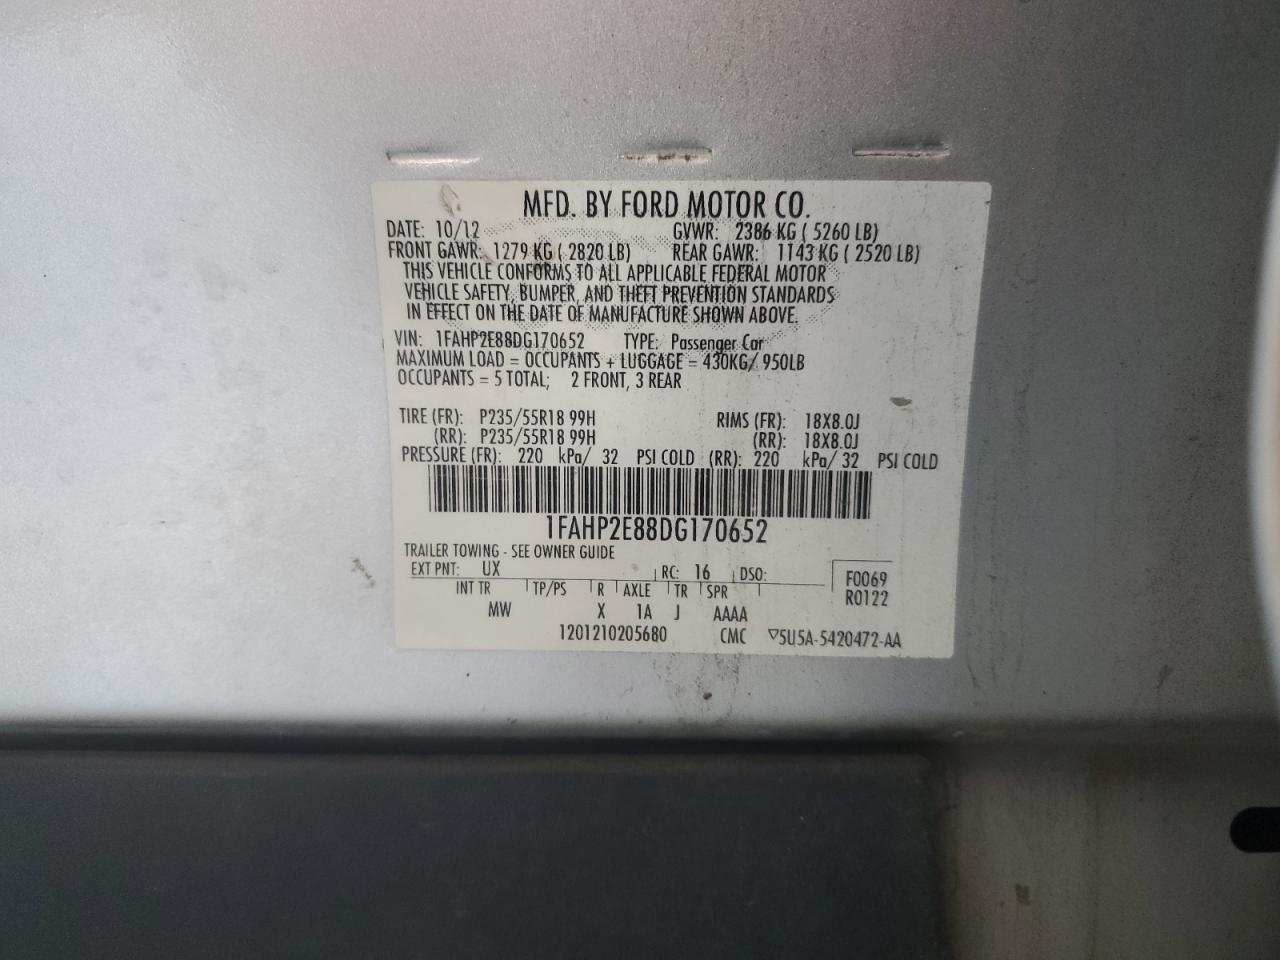 MFD. BY FORD MOTOR CO.
DATE: 10/12 GVWR: 2386 KG ( 5260 LB)
FRONT GAWR: 1279 KG ( 2820 LB) REAR GAWR: 1143 KG ( 2520 LB)
THIS VEHICLE CONFORMS TO ALL APPLICABLE FEDERAL MOTOR
VEHICLE SAFETY, BUMPER, AND THEFT PREVENTION STANDARDS
IN EFFECT ON THE DATE OF MANUFACTURE SHOWN ABOVE.
VIN: 1FAHP2E88DG170652 TYPE: Passenger Car
MAXIMUM LOAD = OCCUPANTS + LUGGAGE = 430KG/ 950LB
OCCUPANTS = 5 TOTAL; 2 FRONT, 3 REAR
TIRE (FR): P235/55R18 99H RIMS (FR): 18X8.0J
(RR): P235/55R18 99H (RR): 18X8.0J
PRESSURE (FR): 220 kPa/ 32 PSI COLD (RR): 220 kPa/ 32 PSI COLD
1FAHP2E88DG170652
TRAILER TOWING - SEE OWNER GUIDE
EXT PNT: UX RC: 16 DSO: F0069
INT TR TP/PS R AXLE TR SPR R0122
MW X 1A J AAAA
1201210205680 CMC ▽5U5A-5420472-AA